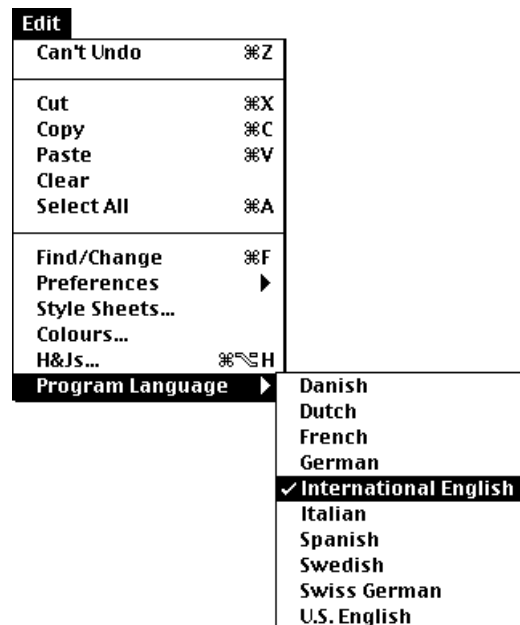 Edit
Can't Undo ⌘Z
Cut ⌘X
Copy ⌘C
Paste ⌘V
Clear
Select All ⌘A
Find/Change ⌘F
Preferences
Style Sheets...
Colours...
H&Js... ⌘⌥H
Program Language
Danish
Dutch
French
German
✓ International English
Italian
Spanish
Swedish
Swiss German
U.S. English